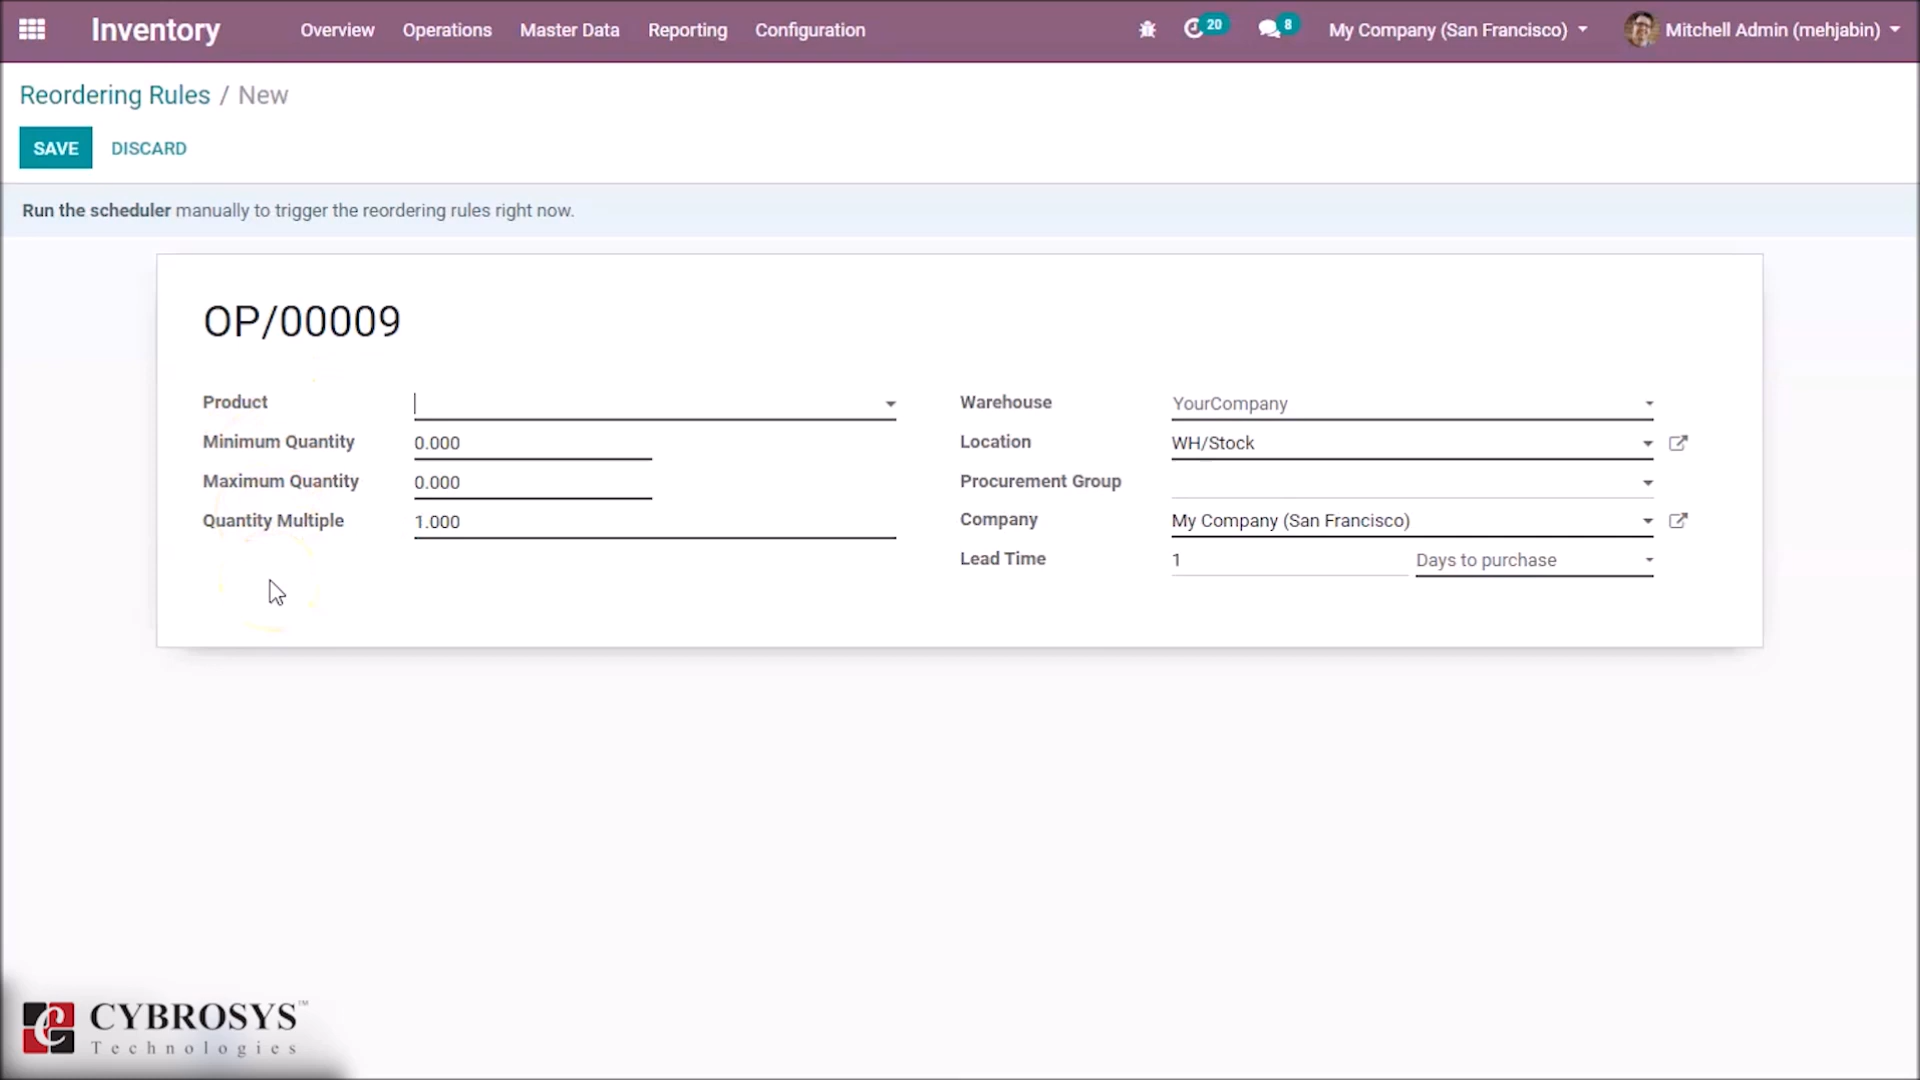 Inventory Overview Operations Master Data Reporting Configuration 20 8 My Company (San Francisco) Mitchell Admin (mehjabin)
Reordering Rules / New
SAVE DISCARD
Run the scheduler manually to trigger the reordering rules right now.
OP/00009
Product
Minimum Quantity 0.000
Maximum Quantity 0.000
Quantity Multiple 1.000
Warehouse YourCompany
Location WH/Stock
Procurement Group
Company My Company (San Francisco)
Lead Time 1 Days to purchase
CYBROSYS™
Technologies